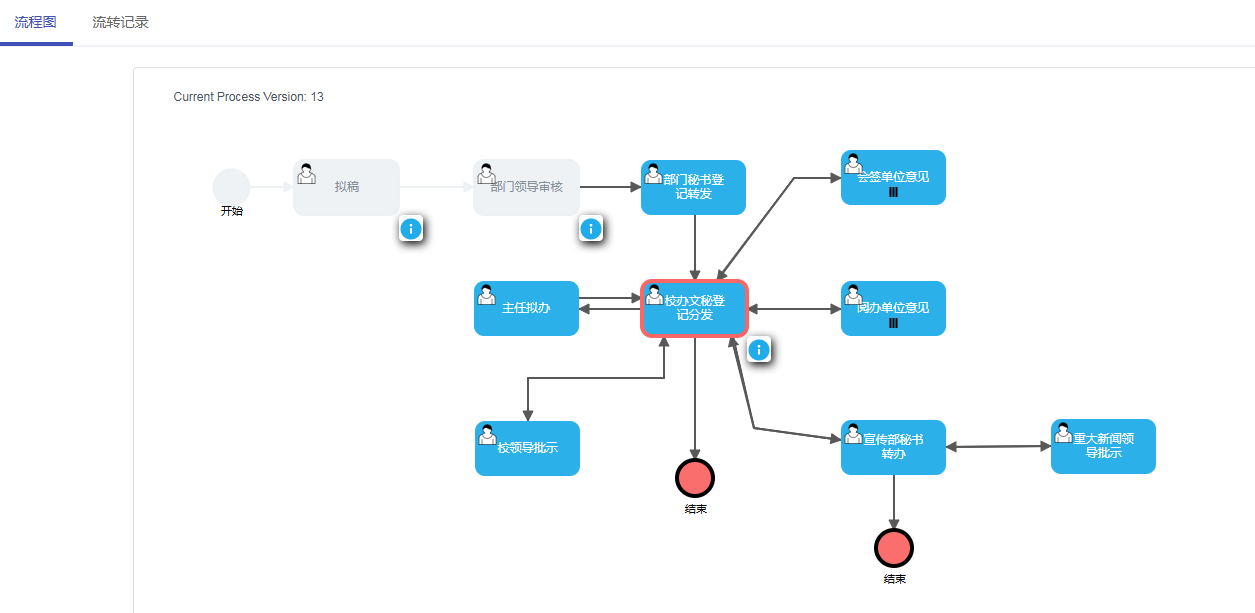 流程图
流转记录
Current Process Version: 13
开始
拟稿
部门领导审核
部门秘书登
记转发
会签单位意见
主任拟办
校办文秘登
记分发
阅办单位意见
校领导批示
宣传部秘书
转办
重大新闻领
导批示
结束
结束